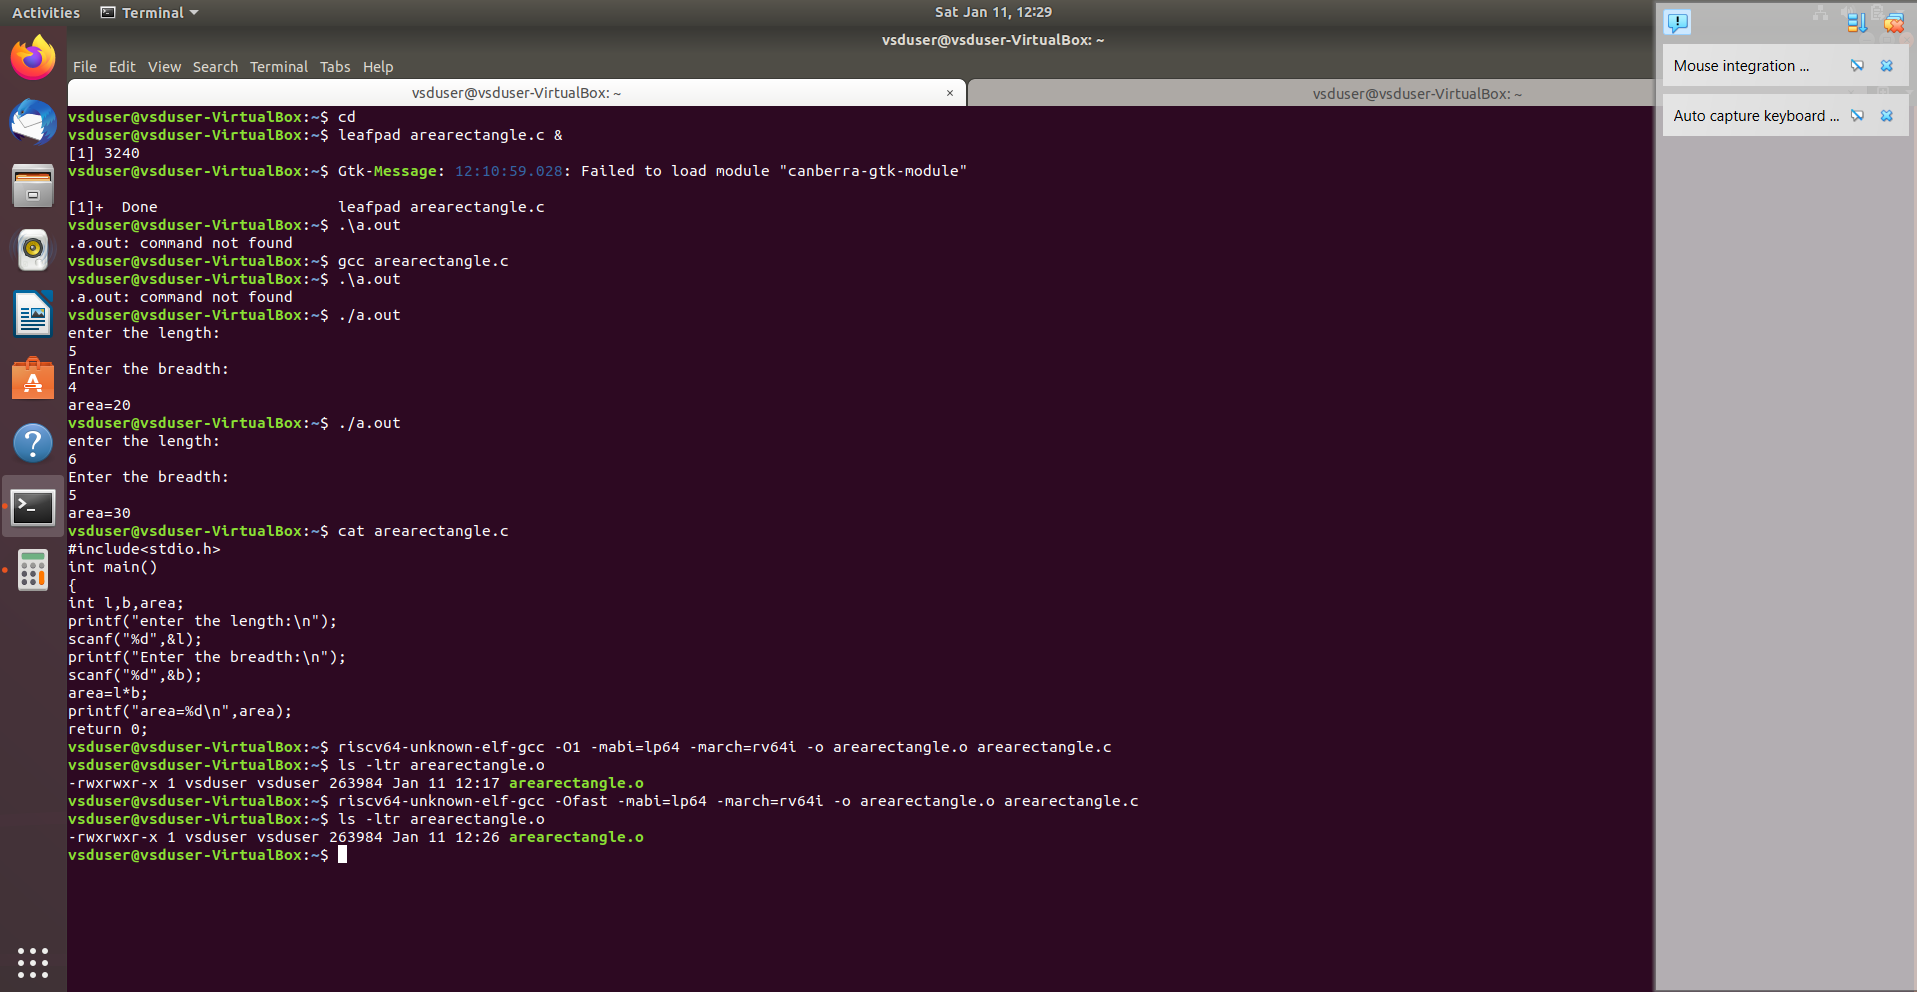 Activities Terminal Sat Jan 11, 12:29
vsduser@vsduser-VirtualBox: ~
File Edit View Search Terminal Tabs Help
vsduser@vsduser-VirtualBox: ~ × vsduser@vsduser-VirtualBox: ~
vsduser@vsduser-VirtualBox:~$ cd
vsduser@vsduser-VirtualBox:~$ leafpad arearectangle.c &
[1] 3240
vsduser@vsduser-VirtualBox:~$ Gtk-Message: 12:10:59.028: Failed to load module "canberra-gtk-module"
[1]+  Done                    leafpad arearectangle.c
vsduser@vsduser-VirtualBox:~$ .\a.out
.a.out: command not found
vsduser@vsduser-VirtualBox:~$ gcc arearectangle.c
vsduser@vsduser-VirtualBox:~$ .\a.out
.a.out: command not found
vsduser@vsduser-VirtualBox:~$ ./a.out
enter the length:
5
Enter the breadth:
4
area=20
vsduser@vsduser-VirtualBox:~$ ./a.out
enter the length:
6
Enter the breadth:
5
area=30
vsduser@vsduser-VirtualBox:~$ cat arearectangle.c
#include<stdio.h>
int main()
{
int l,b,area;
printf("enter the length:\n");
scanf("%d",&l);
printf("Enter the breadth:\n");
scanf("%d",&b);
area=l*b;
printf("area=%d\n",area);
return 0;
vsduser@vsduser-VirtualBox:~$ riscv64-unknown-elf-gcc -O1 -mabi=lp64 -march=rv64i -o arearectangle.o arearectangle.c
vsduser@vsduser-VirtualBox:~$ ls -ltr arearectangle.o
-rwxrwxr-x 1 vsduser vsduser 263984 Jan 11 12:17 arearectangle.o
vsduser@vsduser-VirtualBox:~$ riscv64-unknown-elf-gcc -Ofast -mabi=lp64 -march=rv64i -o arearectangle.o arearectangle.c
vsduser@vsduser-VirtualBox:~$ ls -ltr arearectangle.o
-rwxrwxr-x 1 vsduser vsduser 263984 Jan 11 12:26 arearectangle.o
vsduser@vsduser-VirtualBox:~$
Mouse integration ...
Auto capture keyboard ...